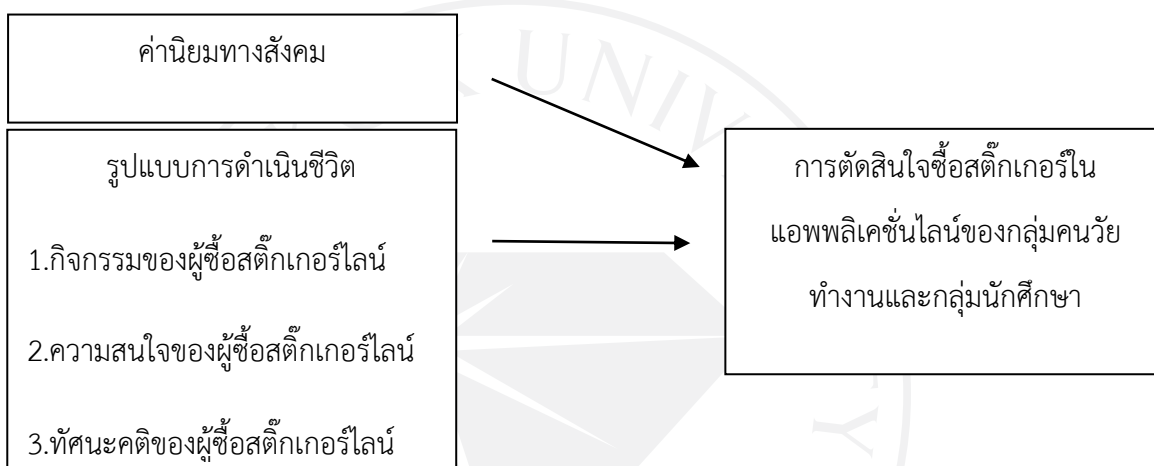 ค่านิยมทางสังคม
รูปแบบการดำเนินชีวิต
1.กิจกรรมของผู้ซื้อสติ๊กเกอร์ไลน์
2.ความสนใจของผู้ซื้อสติ๊กเกอร์ไลน์
3.ทัศนะคติของผู้ซื้อสติ๊กเกอร์ไลน์
การตัดสินใจซื้อสติ๊กเกอร์ใน
แอพพลิเคชั่นไลน์ของกลุ่มคนวัย
ทำงานและกลุ่มนักศึกษา